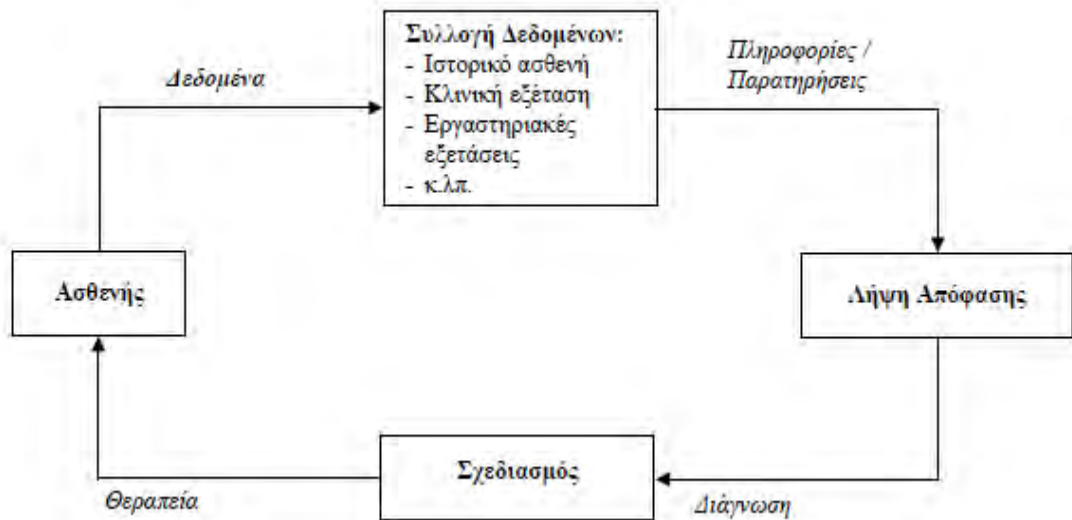 Συλλογή Δεδομένων:
- Ιστορικό ασθενή
- Κλινική εξέταση
- Εργαστηριακές
εξετάσεις
- κ.λπ.
Πληροφορίες /
Παρατηρήσεις
Δεδομένα
Ασθενής
Λήψη Απόφασης
Σχεδιασμός
Θεραπεία
Διάγνωση